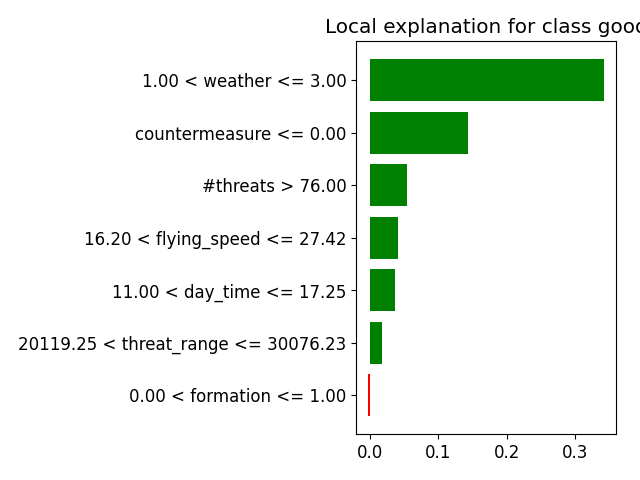 Local explanation for class good
1.00 < weather <= 3.00
countermeasure <= 0.00
#threats > 76.00
16.20 < flying_speed <= 27.42
11.00 < day_time <= 17.25
20119.25 < threat_range <= 30076.23
0.00 < formation <= 1.00
0.0 0.1 0.2 0.3